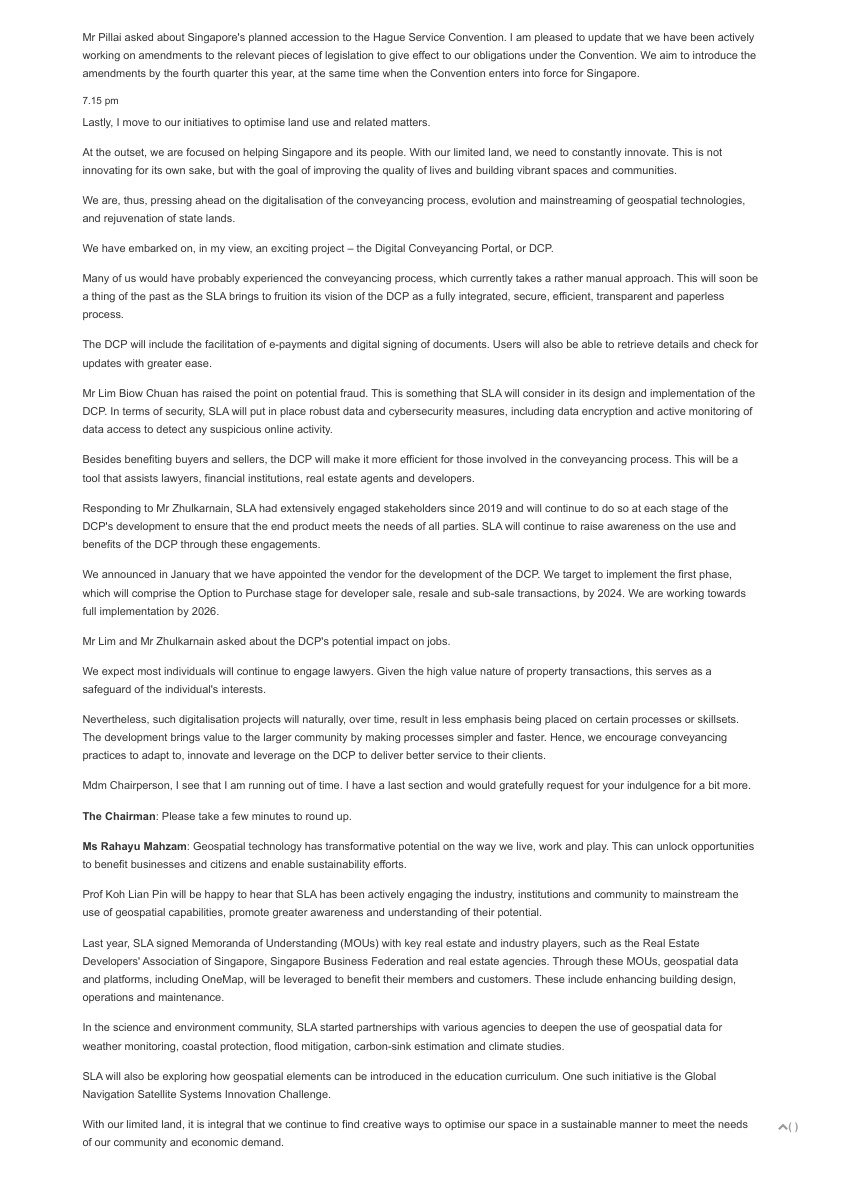 Mr Pillai asked about Singapore's planned accession to the Hague Service Convention. I am pleased to update that we have been actively
working on amendments to the relevant pieces of legislation to give effect to our obligations under the Convention. We aim to introduce the
amendments by the fourth quarter this year, at the same time when the Convention enters into force for Singapore.
7.15 pm
Lastly, I move to our initiatives to optimise land use and related matters.
At the outset, we are focused on helping Singapore and its people. With our limited land, we need to constantly innovate. This is not
innovating for its own sake, but with the goal of improving the quality of lives and building vibrant spaces and communities.
We are, thus, pressing ahead on the digitalisation of the conveyancing process, evolution and mainstreaming of geospatial technologies,
and rejuvenation of state lands.
We have embarked on, in my view, an exciting project – the Digital Conveyancing Portal, or DCP.
Many of us would have probably experienced the conveyancing process, which currently takes a rather manual approach. This will soon be
a thing of the past as the SLA brings to fruition its vision of the DCP as a fully integrated, secure, efficient, transparent and paperless
process.
The DCP will include the facilitation of e-payments and digital signing of documents. Users will also be able to retrieve details and check for
updates with greater ease.
Mr Lim Biow Chuan has raised the point on potential fraud. This is something that SLA will consider in its design and implementation of the
DCP. In terms of security, SLA will put in place robust data and cybersecurity measures, including data encryption and active monitoring of
data access to detect any suspicious online activity.
Besides benefiting buyers and sellers, the DCP will make it more efficient for those involved in the conveyancing process. This will be a
tool that assists lawyers, financial institutions, real estate agents and developers.
Responding to Mr Zhulkarnain, SLA had extensively engaged stakeholders since 2019 and will continue to do so at each stage of the
DCP's development to ensure that the end product meets the needs of all parties. SLA will continue to raise awareness on the use and
benefits of the DCP through these engagements.
We announced in January that we have appointed the vendor for the development of the DCP. We target to implement the first phase,
which will comprise the Option to Purchase stage for developer sale, resale and sub-sale transactions, by 2024. We are working towards
full implementation by 2026.
Mr Lim and Mr Zhulkarnain asked about the DCP's potential impact on jobs.
We expect most individuals will continue to engage lawyers. Given the high value nature of property transactions, this serves as a
safeguard of the individual's interests.
Nevertheless, such digitalisation projects will naturally, over time, result in less emphasis being placed on certain processes or skillsets.
The development brings value to the larger community by making processes simpler and faster. Hence, we encourage conveyancing
practices to adapt to, innovate and leverage on the DCP to deliver better service to their clients.
Mdm Chairperson, I see that I am running out of time. I have a last section and would gratefully request for your indulgence for a bit more.
The Chairman: Please take a few minutes to round up.
Ms Rahayu Mahzam: Geospatial technology has transformative potential on the way we live, work and play. This can unlock opportunities
to benefit businesses and citizens and enable sustainability efforts.
Prof Koh Lian Pin will be happy to hear that SLA has been actively engaging the industry, institutions and community to mainstream the
use of geospatial capabilities, promote greater awareness and understanding of their potential.
Last year, SLA signed Memoranda of Understanding (MOUs) with key real estate and industry players, such as the Real Estate
Developers' Association of Singapore, Singapore Business Federation and real estate agencies. Through these MOUs, geospatial data
and platforms, including OneMap, will be leveraged to benefit their members and customers. These include enhancing building design,
operations and maintenance.
In the science and environment community, SLA started partnerships with various agencies to deepen the use of geospatial data for
weather monitoring, coastal protection, flood mitigation, carbon-sink estimation and climate studies.
SLA will also be exploring how geospatial elements can be introduced in the education curriculum. One such initiative is the Global
Navigation Satellite Systems Innovation Challenge.
With our limited land, it is integral that we continue to find creative ways to optimise our space in a sustainable manner to meet the needs
of our community and economic demand.
( )